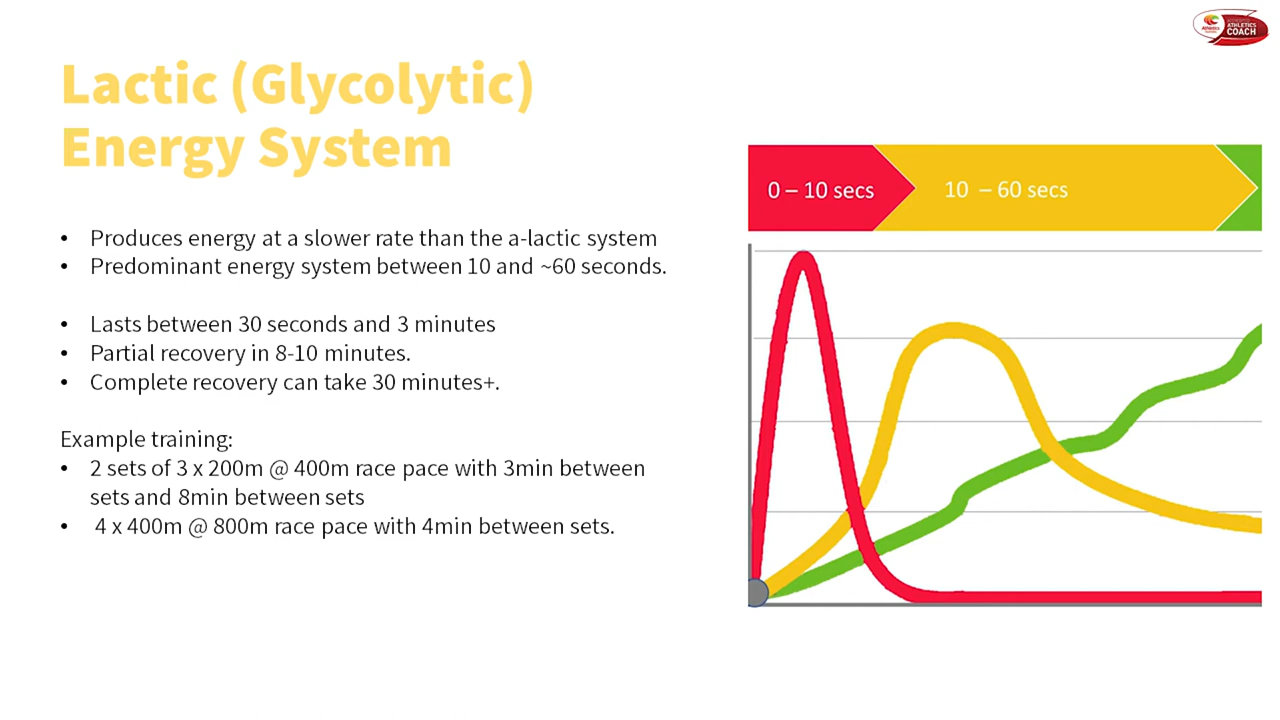 ATHLETICS
COACH
Lactic (Glycolytic)
Energy System
• Produces energy at a slower rate than the a-lactic system
• Predominant energy system between 10 and ~60 seconds.
• Lasts between 30 seconds and 3 minutes
• Partial recovery in 8-10 minutes.
• Complete recovery can take 30 minutes+.
Example training:
• 2 sets of 3 x 200m @ 400m race pace with 3min between
sets and 8min between sets
• 4 x 400m @ 800m race pace with 4min between sets.
0 – 10 secs
10 – 60 secs